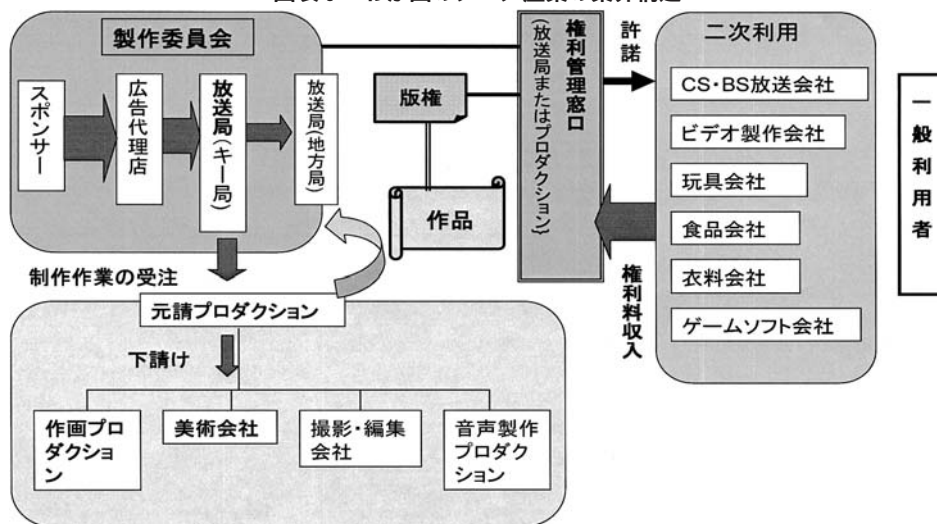 製作委員会
スポンサー
広告代理店
放送局(キー局)
放送局(地方局)
版権
作品
権利管理窓口
(放送局またはプロダクション)
許諾
権利料収入
二次利用
CS・BS放送会社
ビデオ製作会社
玩具会社
食品会社
衣料会社
ゲームソフト会社
一般利用者
制作作業の受注
元請プロダクション
下請け
作画プロ
ダクショ
ン
美術会社
撮影・編集
会社
音声製作
プロダク
ション